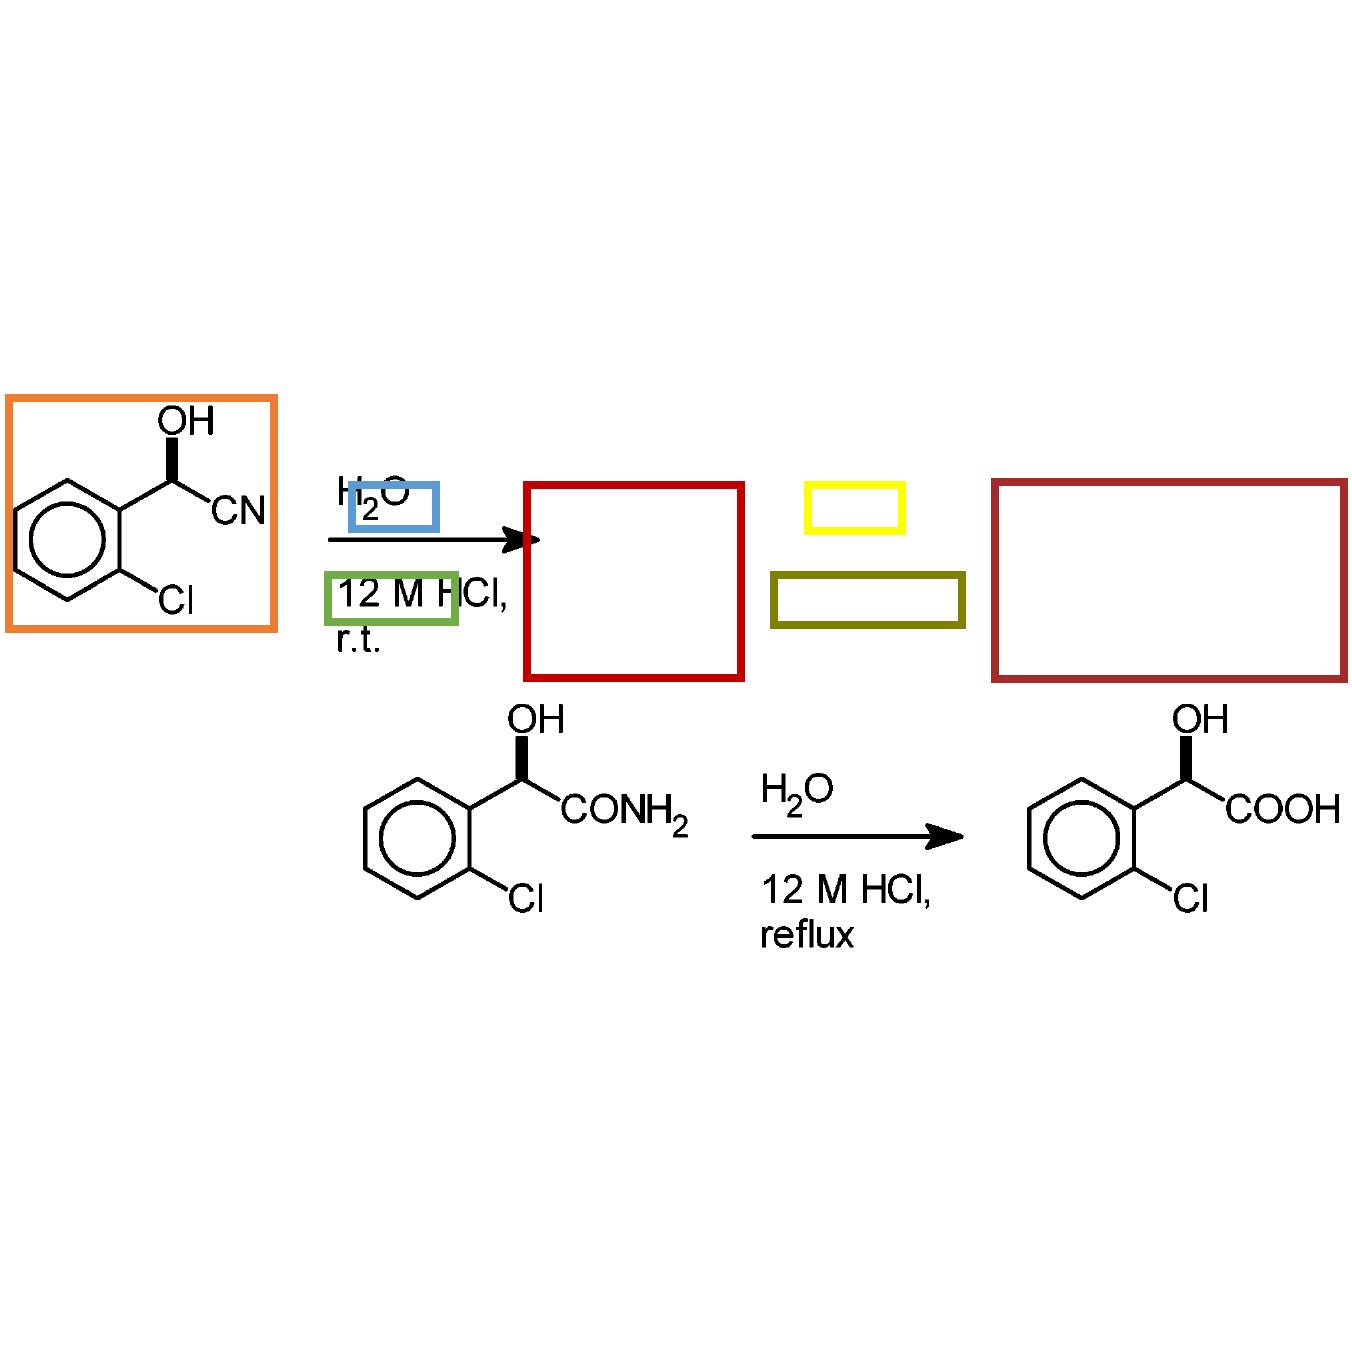 OH
CN
Cl
H₂O
12 M HCl,
r.t.
OH
CONH₂
Cl
H₂O
12 M HCl,
reflux
OH
COOH
Cl